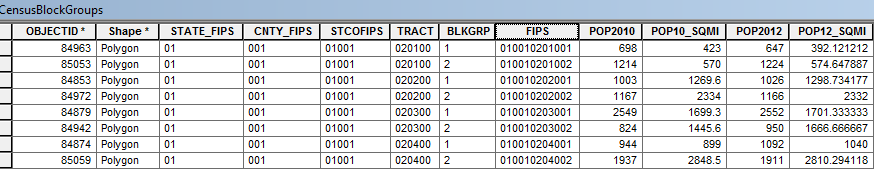 CensusBlockGroups
OBJECTID * Shape * STATE_FIPS CNTY_FIPS STCOFIPS TRACT BLKGRP FIPS POP2010 POP10_SQMI POP2012 POP12_SQMI
84963 Polygon 01 001 01001 020100 1 010010201001 698 423 647 392.121212
85053 Polygon 01 001 01001 020100 2 010010201002 1214 570 1224 574.647887
84853 Polygon 01 001 01001 020200 1 010010202001 1003 1269.6 1026 1298.734177
84972 Polygon 01 001 01001 020200 2 010010202002 1167 2334 1166 2332
84879 Polygon 01 001 01001 020300 1 010010203001 2549 1699.3 2552 1701.333333
84942 Polygon 01 001 01001 020300 2 010010203002 824 1445.6 950 1666.666667
84874 Polygon 01 001 01001 020400 1 010010204001 944 899 1092 1040
85059 Polygon 01 001 01001 020400 2 010010204002 1937 2848.5 1911 2810.294118